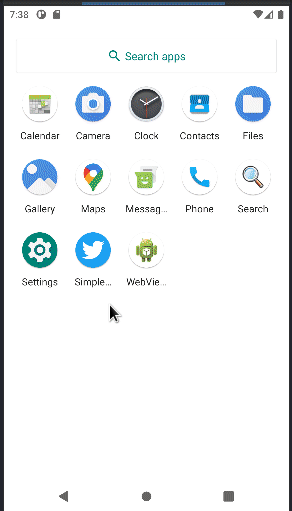 7:38
Search apps
Calendar Camera Clock Contacts Files
Gallery Maps Messag... Phone Search
Settings Simple... WebVie...